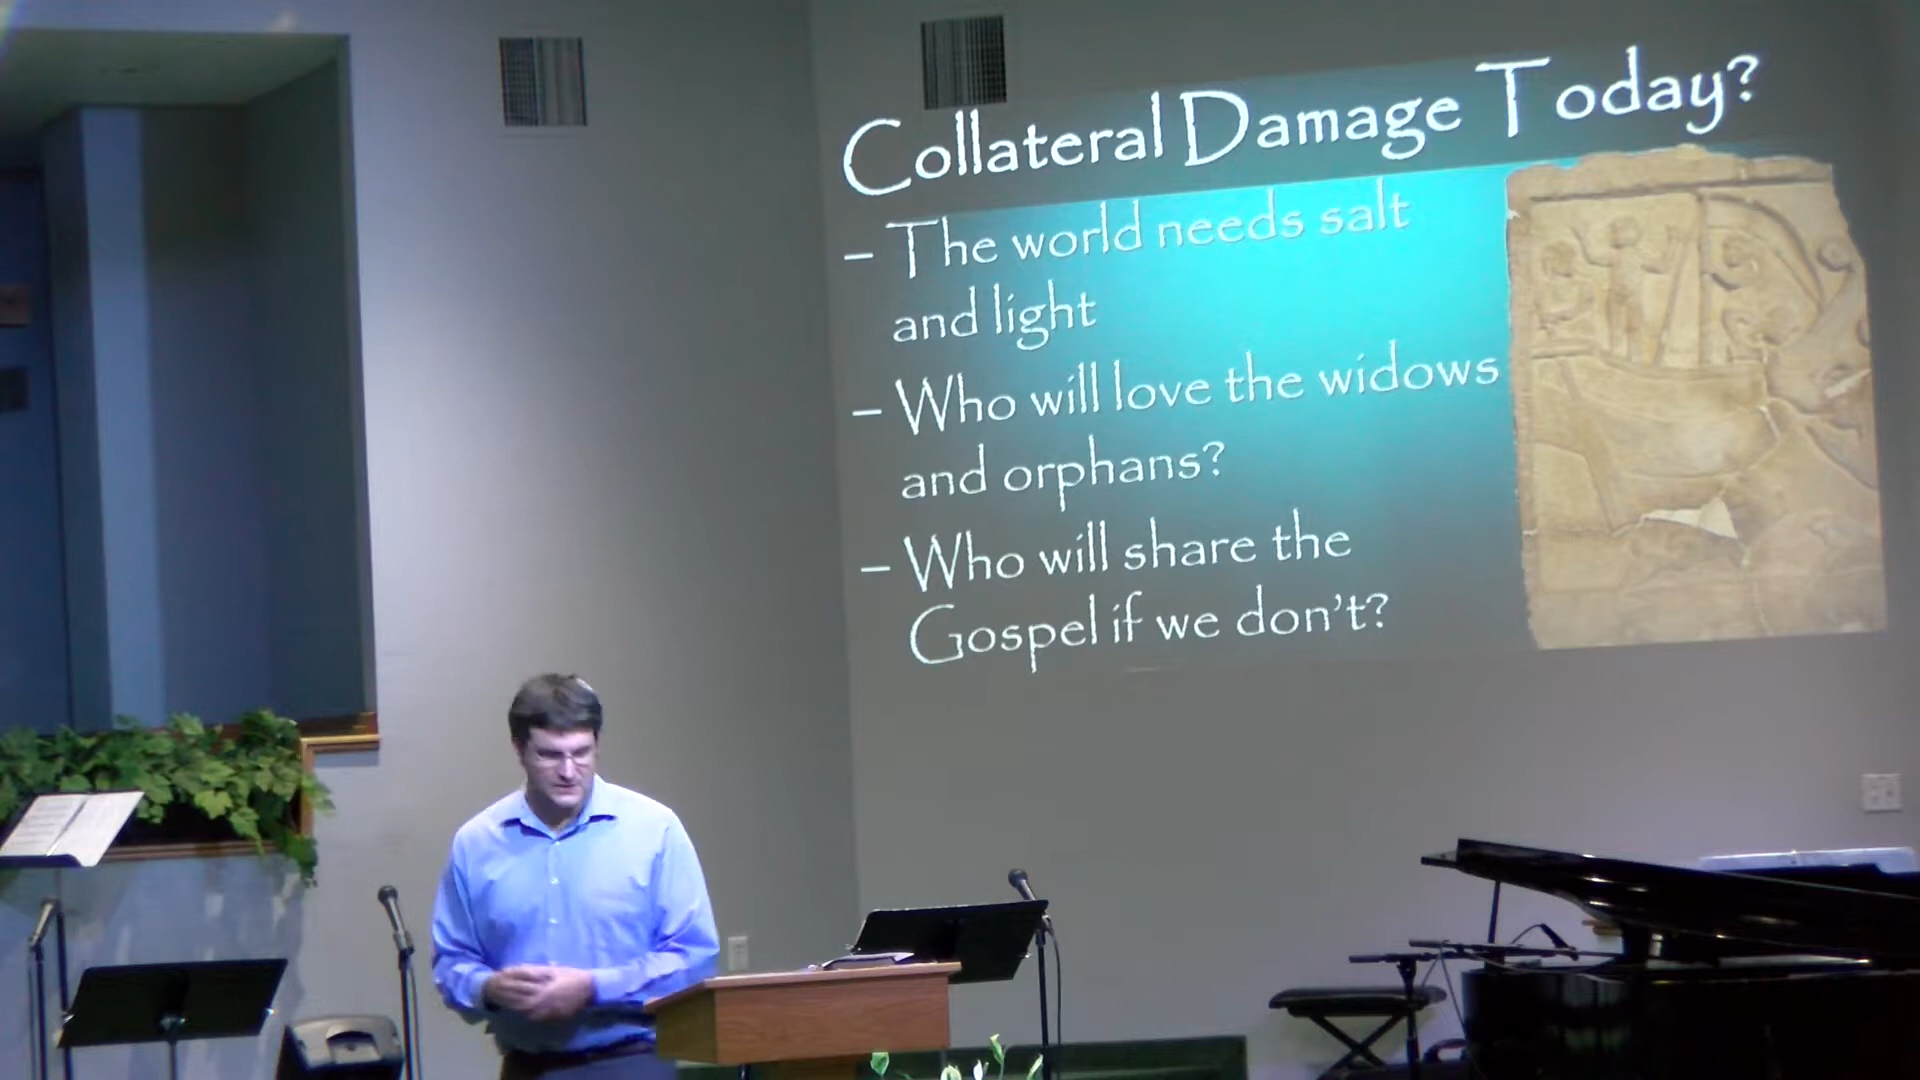 Collateral Damage Today?
– The world needs salt
and light
– Who will love the widows
and orphans?
– Who will share the
Gospel if we don't?